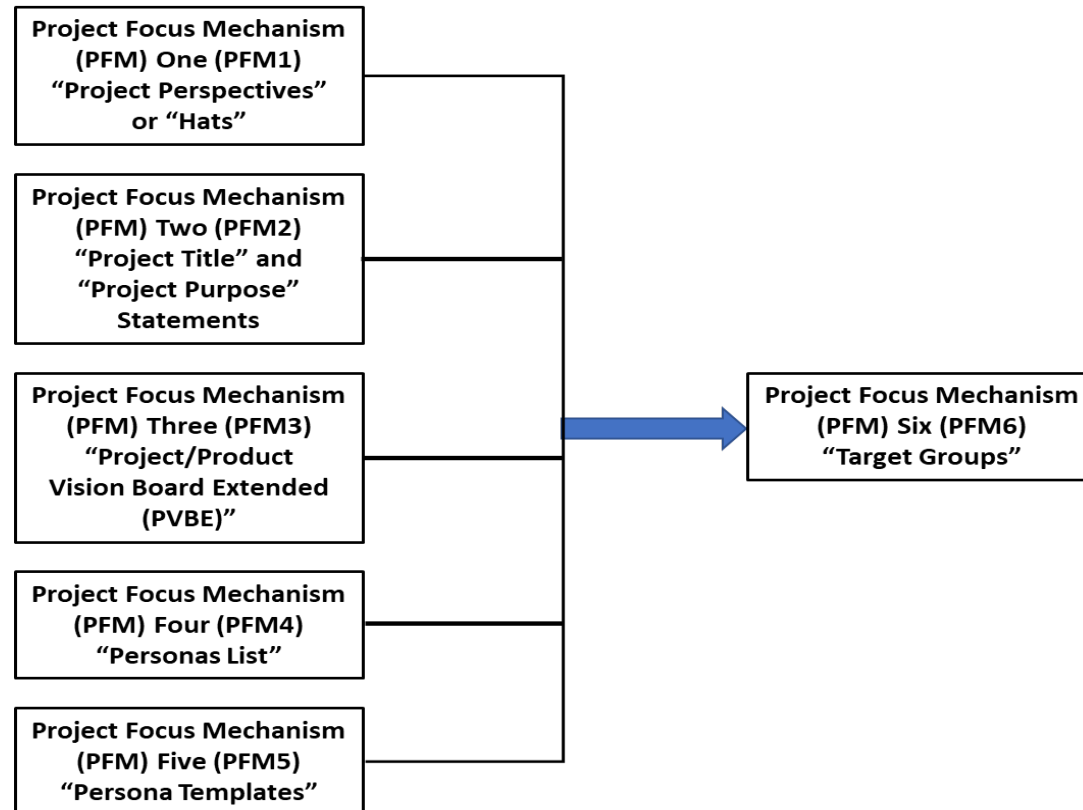 Project Focus Mechanism
(PFM) One (PFM1)
“Project Perspectives”
or “Hats”
Project Focus Mechanism
(PFM) Two (PFM2)
“Project Title” and
“Project Purpose”
Statements
Project Focus Mechanism
(PFM) Three (PFM3)
“Project/Product
Vision Board Extended
(PVBE)”
Project Focus Mechanism
(PFM) Four (PFM4)
“Personas List”
Project Focus Mechanism
(PFM) Five (PFM5)
“Persona Templates”
Project Focus Mechanism
(PFM) Six (PFM6)
“Target Groups”